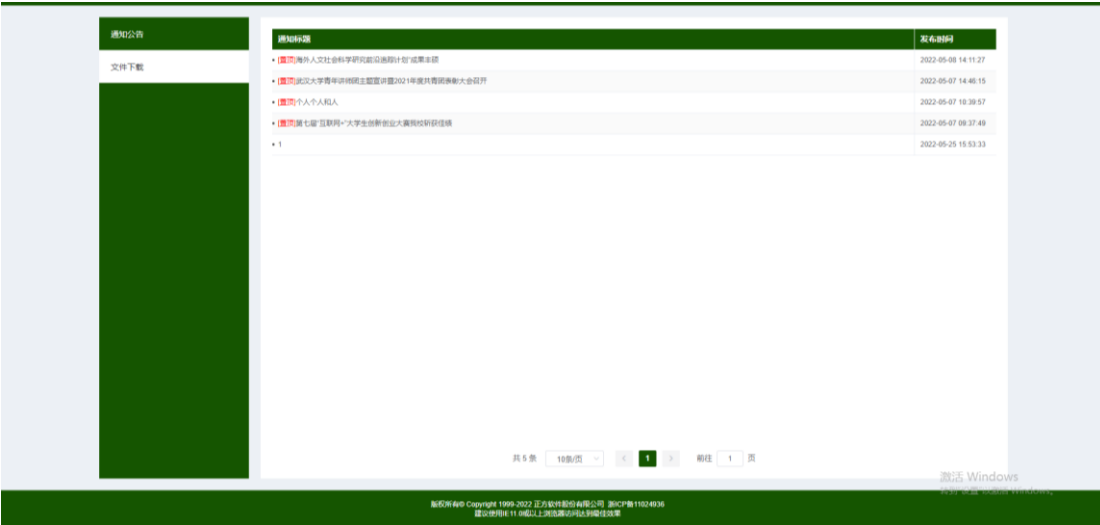 通知公告
文件下载
通知标题 发布时间
• [置顶]海外人文社会科学研究前沿追踪计划"成果丰硕 2022-05-08 14:11:27
• [置顶]武汉大学青年讲师团主题宣讲暨2021年度共青团表彰大会召开 2022-05-07 14:46:15
• [置顶]个人个人和人 2022-05-07 10:39:57
• [置顶]第七届"互联网+"大学生创新创业大赛我校斩获佳绩 2022-05-07 09:37:49
• 1 2022-05-25 15:53:33
共 5 条 10条/页 < 1 > 前往 1 页
激活 Windows
转到"设置"以激活 Windows。
版权所有© Copyright 1999-2022 正方软件股份有限公司 浙ICP备11024936
建议使用IE11.0或以上浏览器访问达到最佳效果